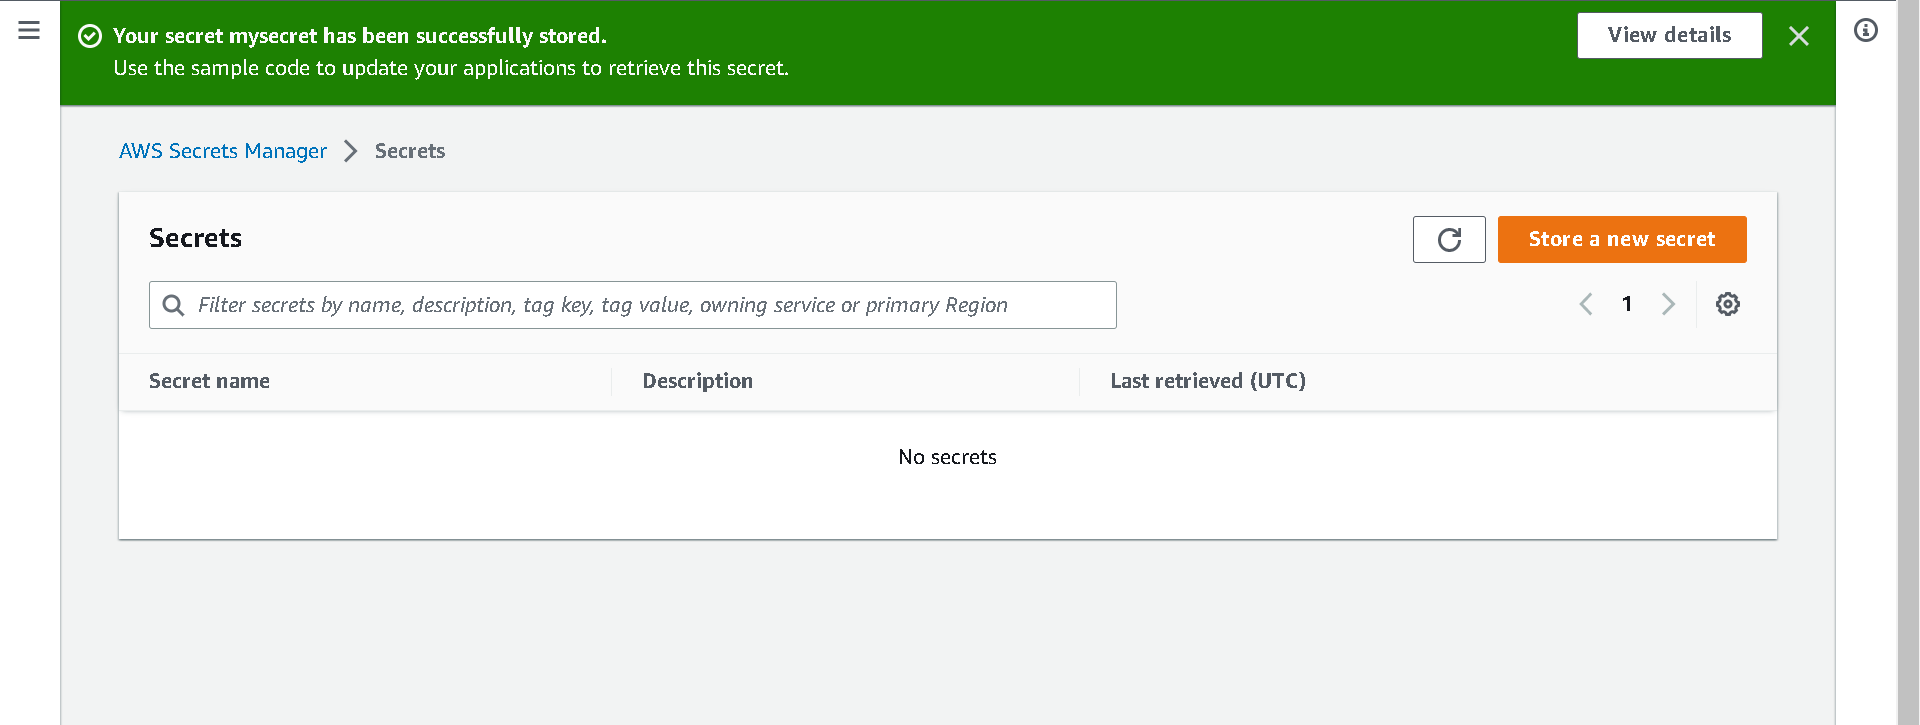 Your secret mysecret has been successfully stored.
Use the sample code to update your applications to retrieve this secret.
View details
AWS Secrets Manager
Secrets
Secrets
Store a new secret
Filter secrets by name, description, tag key, tag value, owning service or primary Region
1
Secret name
Description
Last retrieved (UTC)
No secrets